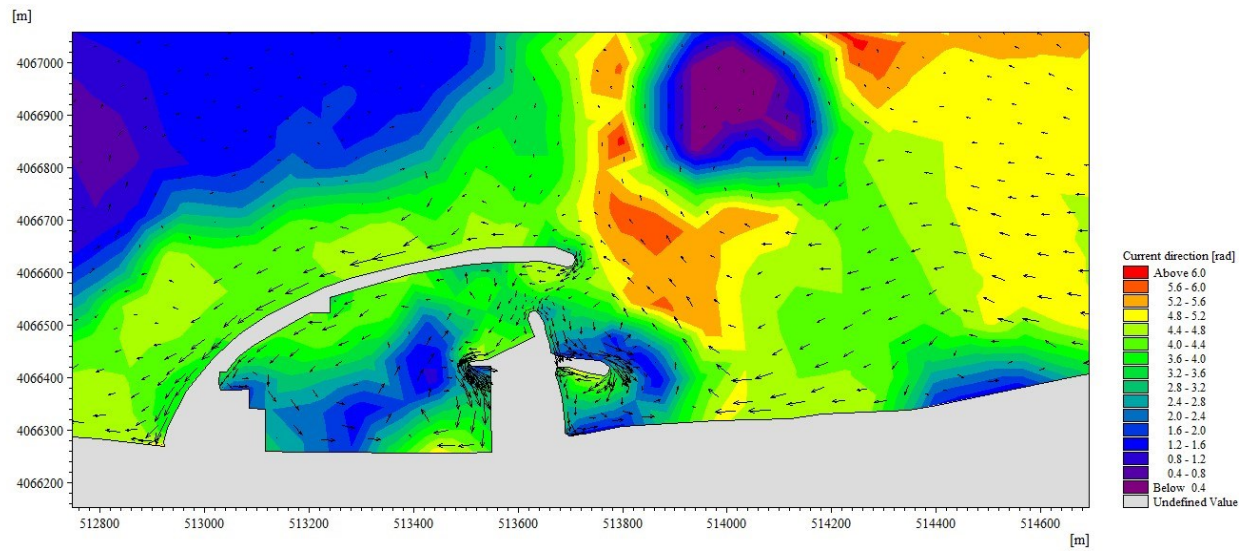 [m]
4067000
4066900
4066800
4066700
4066600
4066500
4066400
4066300
4066200
512800 513000 513200 513400 513600 513800 514000 514200 514400 514600
[m]
Current direction [rad]
Above 6.0
5.6 - 6.0
5.2 - 5.6
4.8 - 5.2
4.4 - 4.8
4.0 - 4.4
3.6 - 4.0
3.2 - 3.6
2.8 - 3.2
2.4 - 2.8
2.0 - 2.4
1.6 - 2.0
1.2 - 1.6
0.8 - 1.2
0.4 - 0.8
Below 0.4
Undefined Value